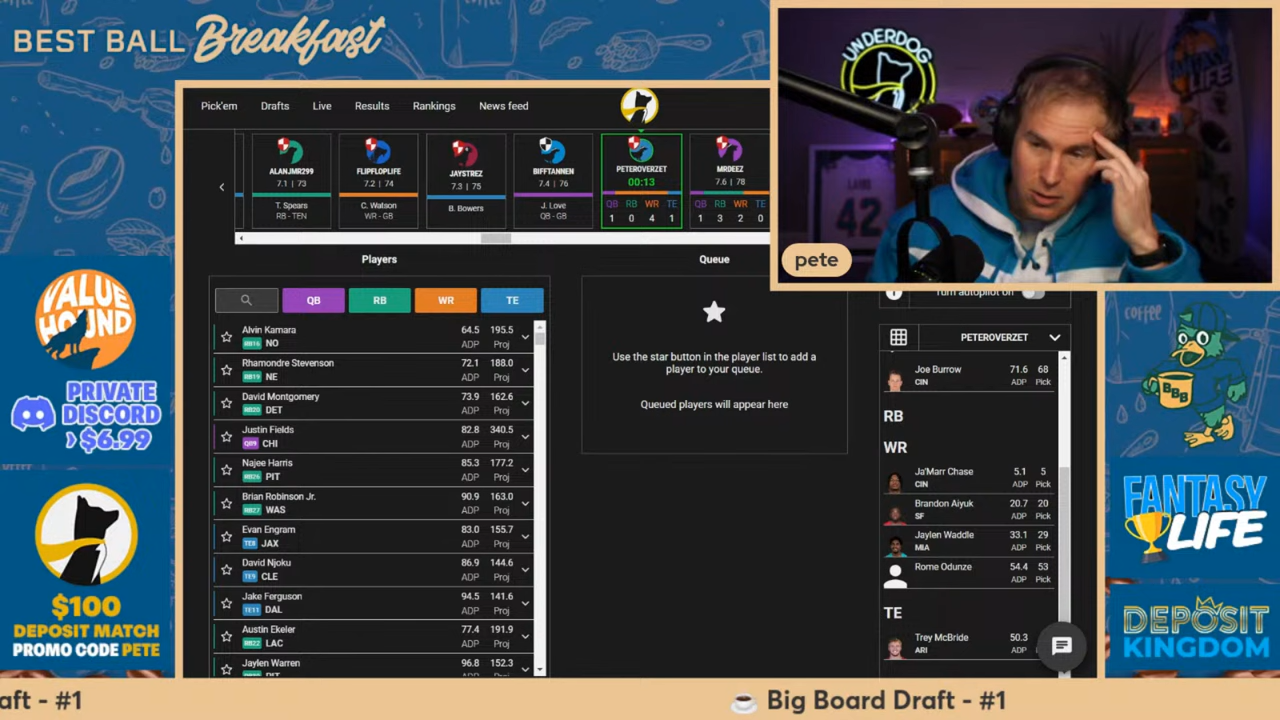 BEST BALL Breakfast
Pick'em Drafts Live Results Rankings News feed
ALANJMR299
7.1 | 73
T. Spears
RB - TEN
FLIPFLOPLIFE
7.2 | 74
C. Watson
WR - GB
JAYSTREZ
7.3 | 75
B. Bowers
BIFFTANNEN
7.4 | 76
J. Love
QB - GB
PETEROVERZET
00:13
QB RB WR TE
1 0 4 1
MRDEEZ
7.6 | 78
QB RB WR TE
1 3 2 0
UNDERDOG
FANTASY LIFE
LAMB
42
pete
Players
QB RB WR TE
Alvin Kamara 64.5 195.5
RB16 NO ADP Proj
Rhamondre Stevenson 72.1 188.0
RB19 NE ADP Proj
David Montgomery 73.9 162.6
RB20 DET ADP Proj
Justin Fields 82.8 340.5
QB9 CHI ADP Proj
Najee Harris 85.3 177.2
RB26 PIT ADP Proj
Brian Robinson Jr. 90.9 163.0
RB27 WAS ADP Proj
Evan Engram 83.0 155.7
TE8 JAX ADP Proj
David Njoku 86.9 144.6
TE9 CLE ADP Proj
Jake Ferguson 94.5 141.6
TE11 DAL ADP Proj
Austin Ekeler 77.4 191.9
RB22 LAC ADP Proj
Jaylen Warren 96.8 152.3
PIT ADP Proj
Queue
Use the star button in the player list to add a
player to your queue.
Queued players will appear here
Turn autopilot on
PETEROVERZET
Joe Burrow 71.6 68
CIN ADP Pick
RB
WR
Ja'Marr Chase 5.1 5
CIN ADP Pick
Brandon Aiyuk 20.7 20
SF ADP Pick
Jaylen Waddle 33.1 29
MIA ADP Pick
Rome Odunze 54.4 53
ADP Pick
TE
Trey McBride 50.3
ARI ADP
VALUE
HOUND
PRIVATE
DISCORD
> $6.99
$100
DEPOSIT MATCH
PROMO CODE PETE
COFFEE
BBB
FANTASY
LIFE
DEPOSIT
KINGDOM
aft - #1
Big Board Draft - #1